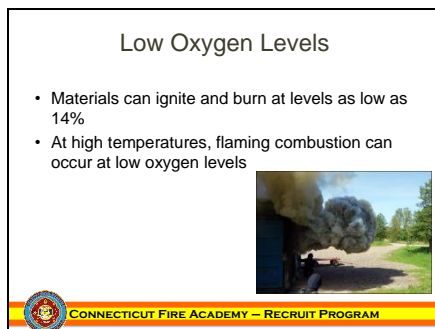 Low Oxygen Levels
• Materials can ignite and burn at levels as low as
14%
• At high temperatures, flaming combustion can
occur at low oxygen levels
CONNECTICUT FIRE ACADEMY – RECRUIT PROGRAM